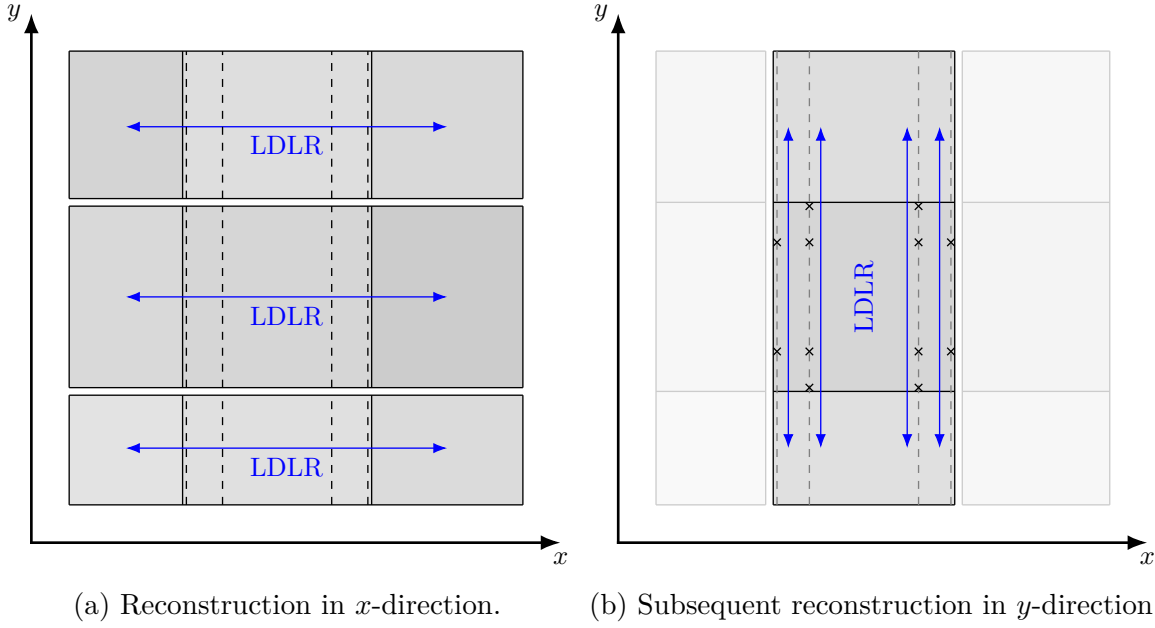 y
LDLR
LDLR
LDLR
x
(a) Reconstruction in x-direction.
y
LDLR
x
(b) Subsequent reconstruction in y-direction